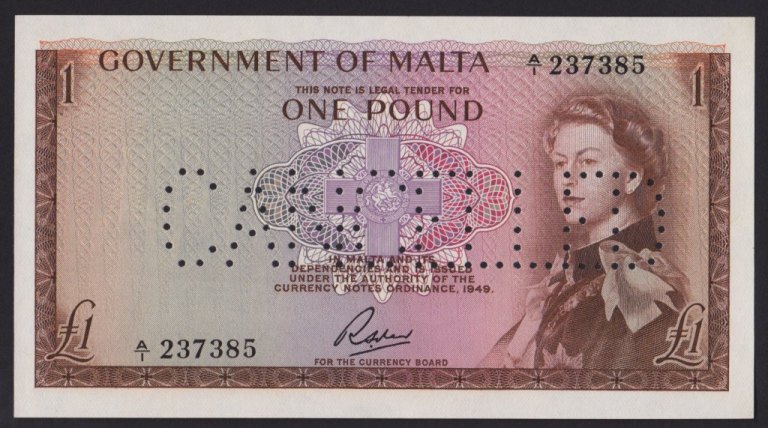 GOVERNMENT OF MALTA A/1 237385
1 1
THIS NOTE IS LEGAL TENDER FOR
ONE POUND
CANCELLED
IN MALTA AND ITS
DEPENDENCIES AND IS ISSUED
UNDER THE AUTHORITY OF THE
CURRENCY NOTES ORDINANCE, 1949.
£1 A/1 237385 £1
FOR THE CURRENCY BOARD